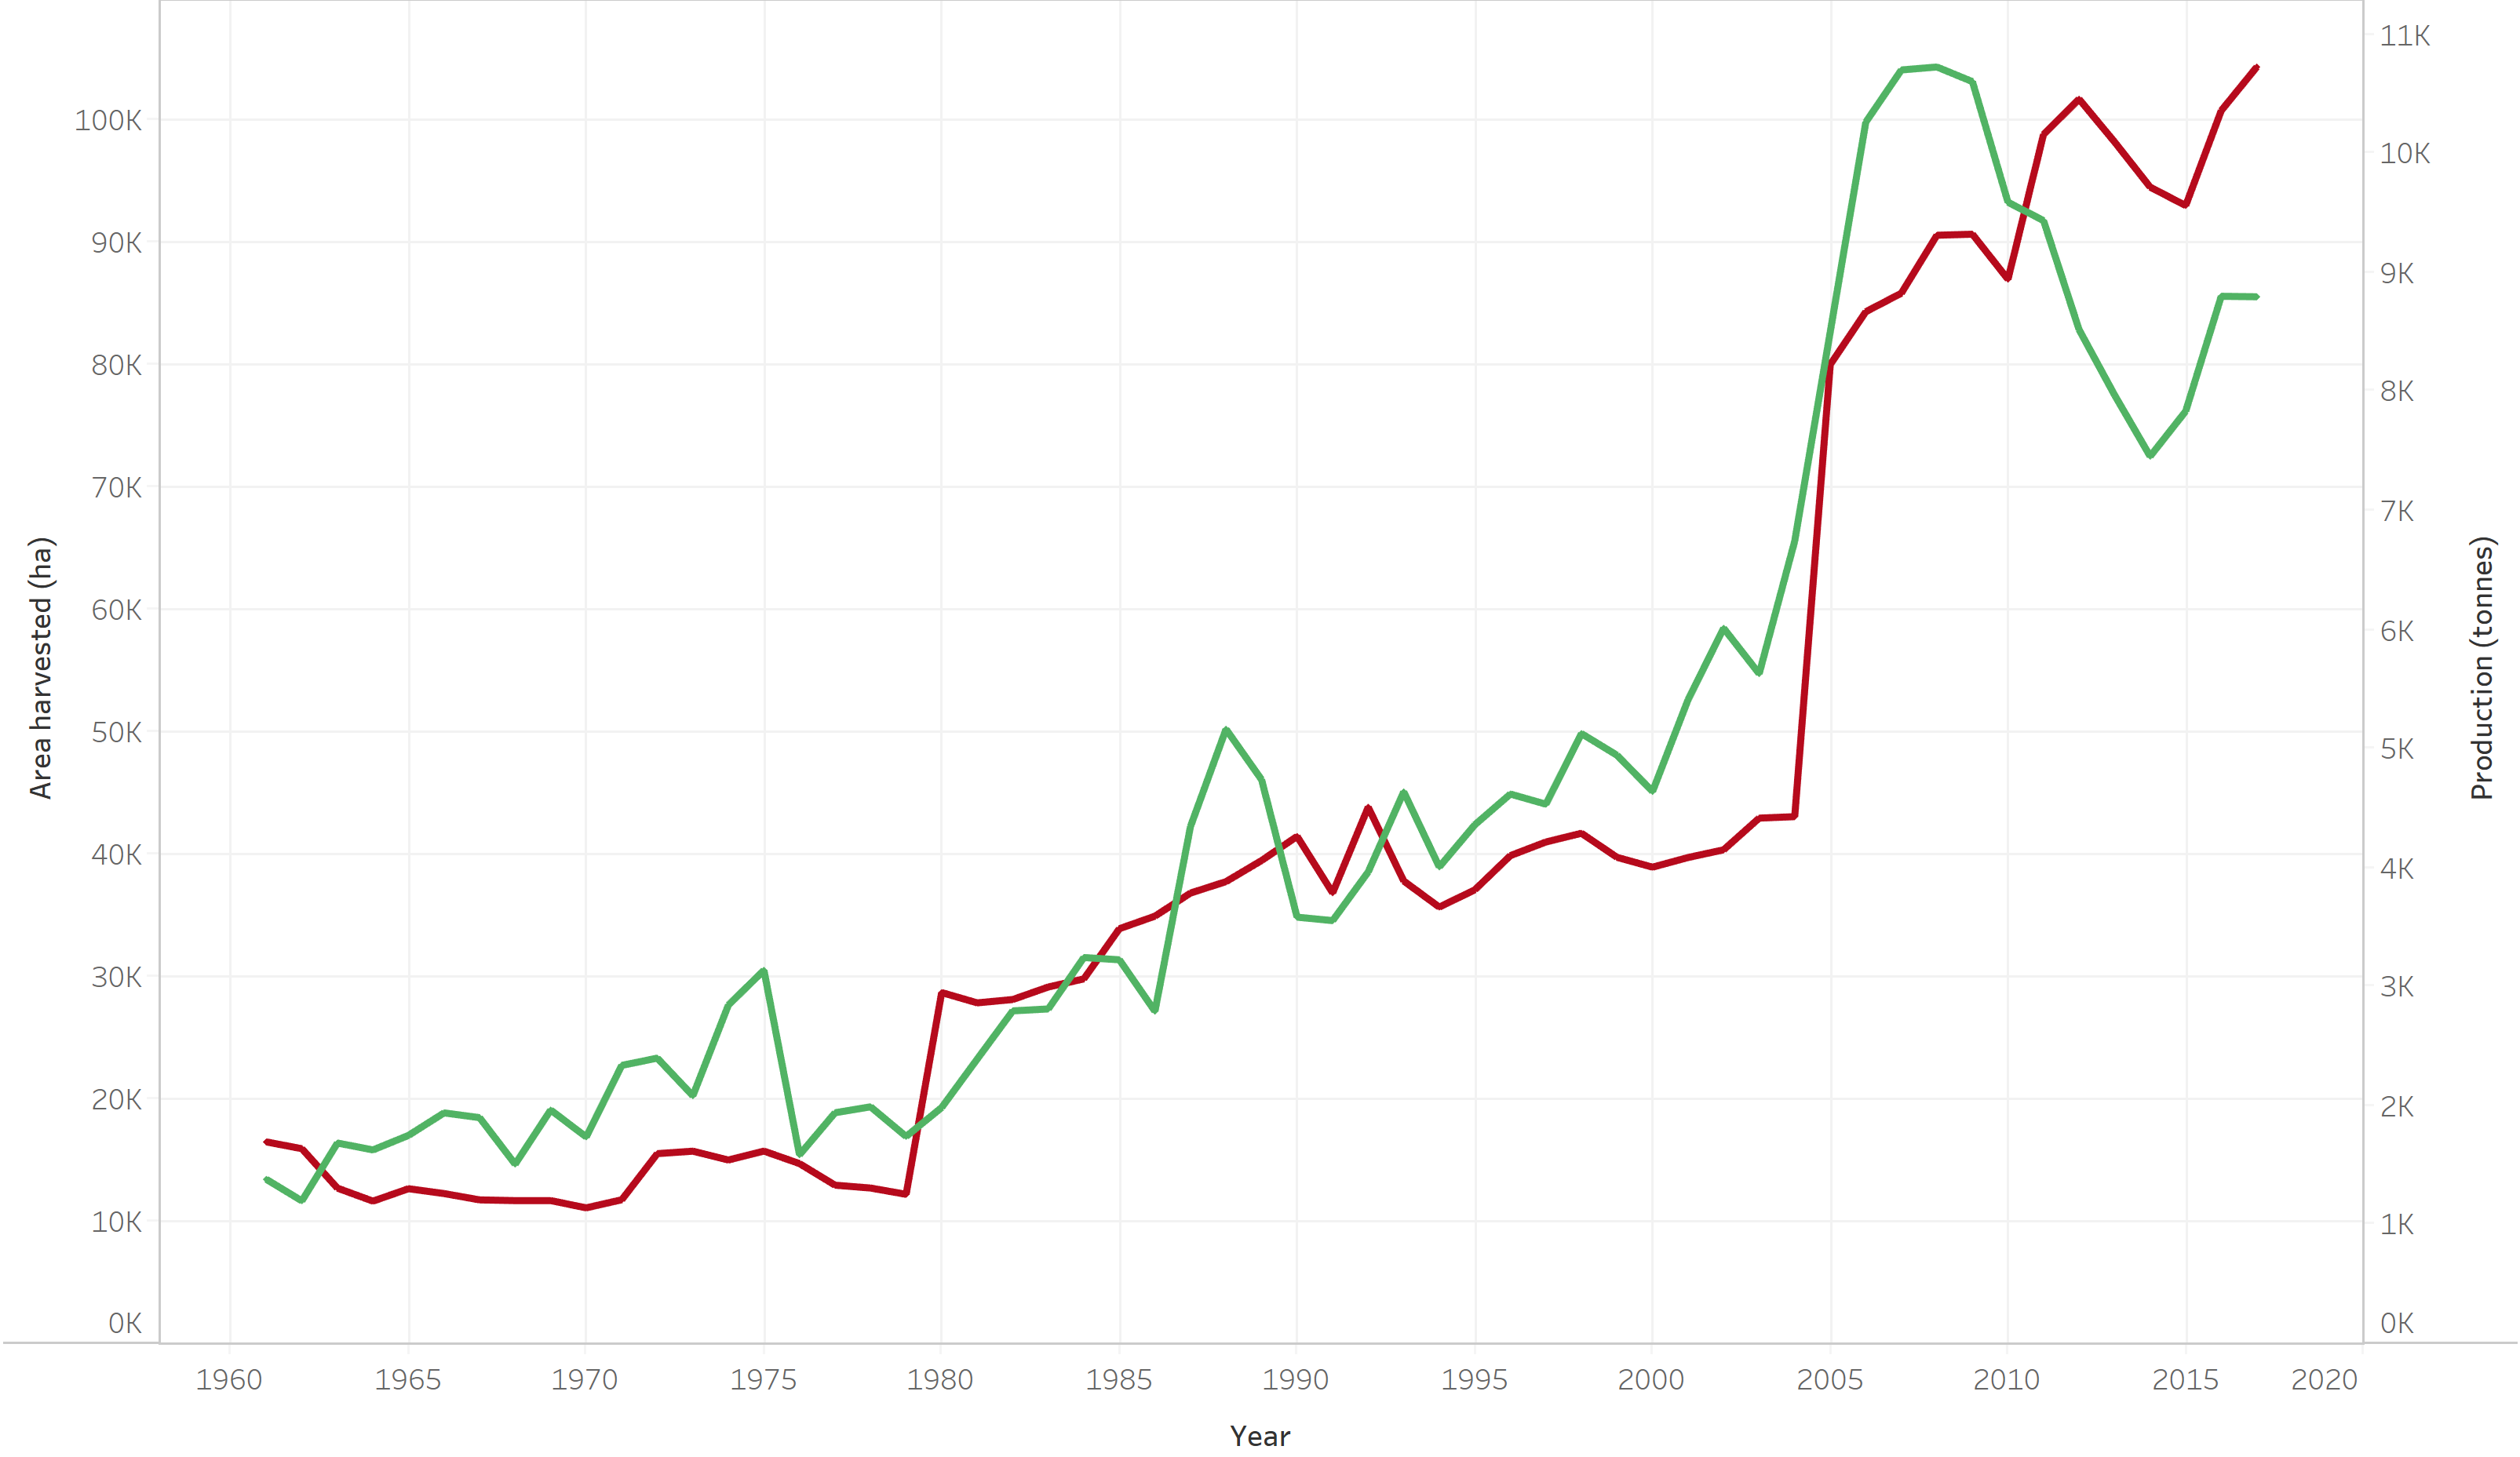 11K
100K
10K
90K
9K
80K
8K
70K
7K
60K
6K
Area harvested (ha)
Production (tonnes)
50K
5K
40K
4K
30K
3K
20K
2K
10K
1K
0K
0K
1960 1965 1970 1975 1980 1985 1990 1995 2000 2005 2010 2015 2020
Year